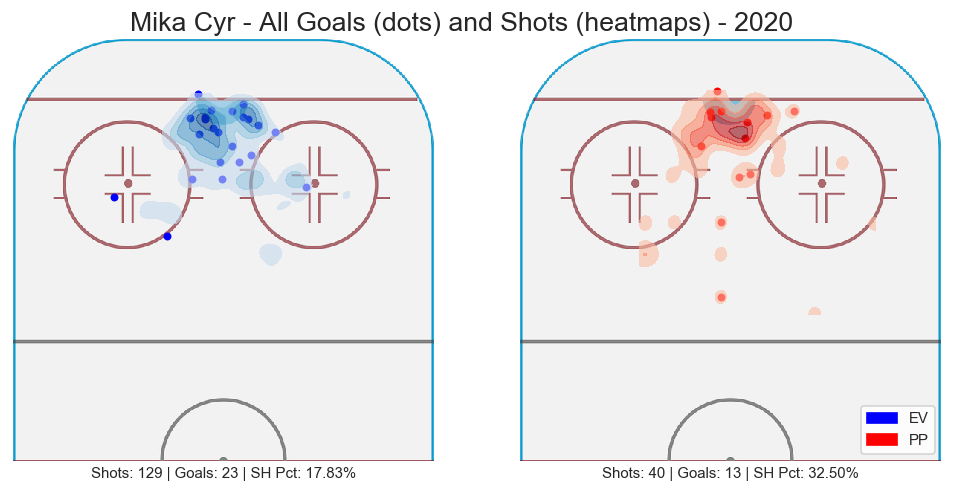 Mika Cyr - All Goals (dots) and Shots (heatmaps) - 2020
EV
PP
Shots: 129 | Goals: 23 | SH Pct: 17.83%
Shots: 40 | Goals: 13 | SH Pct: 32.50%